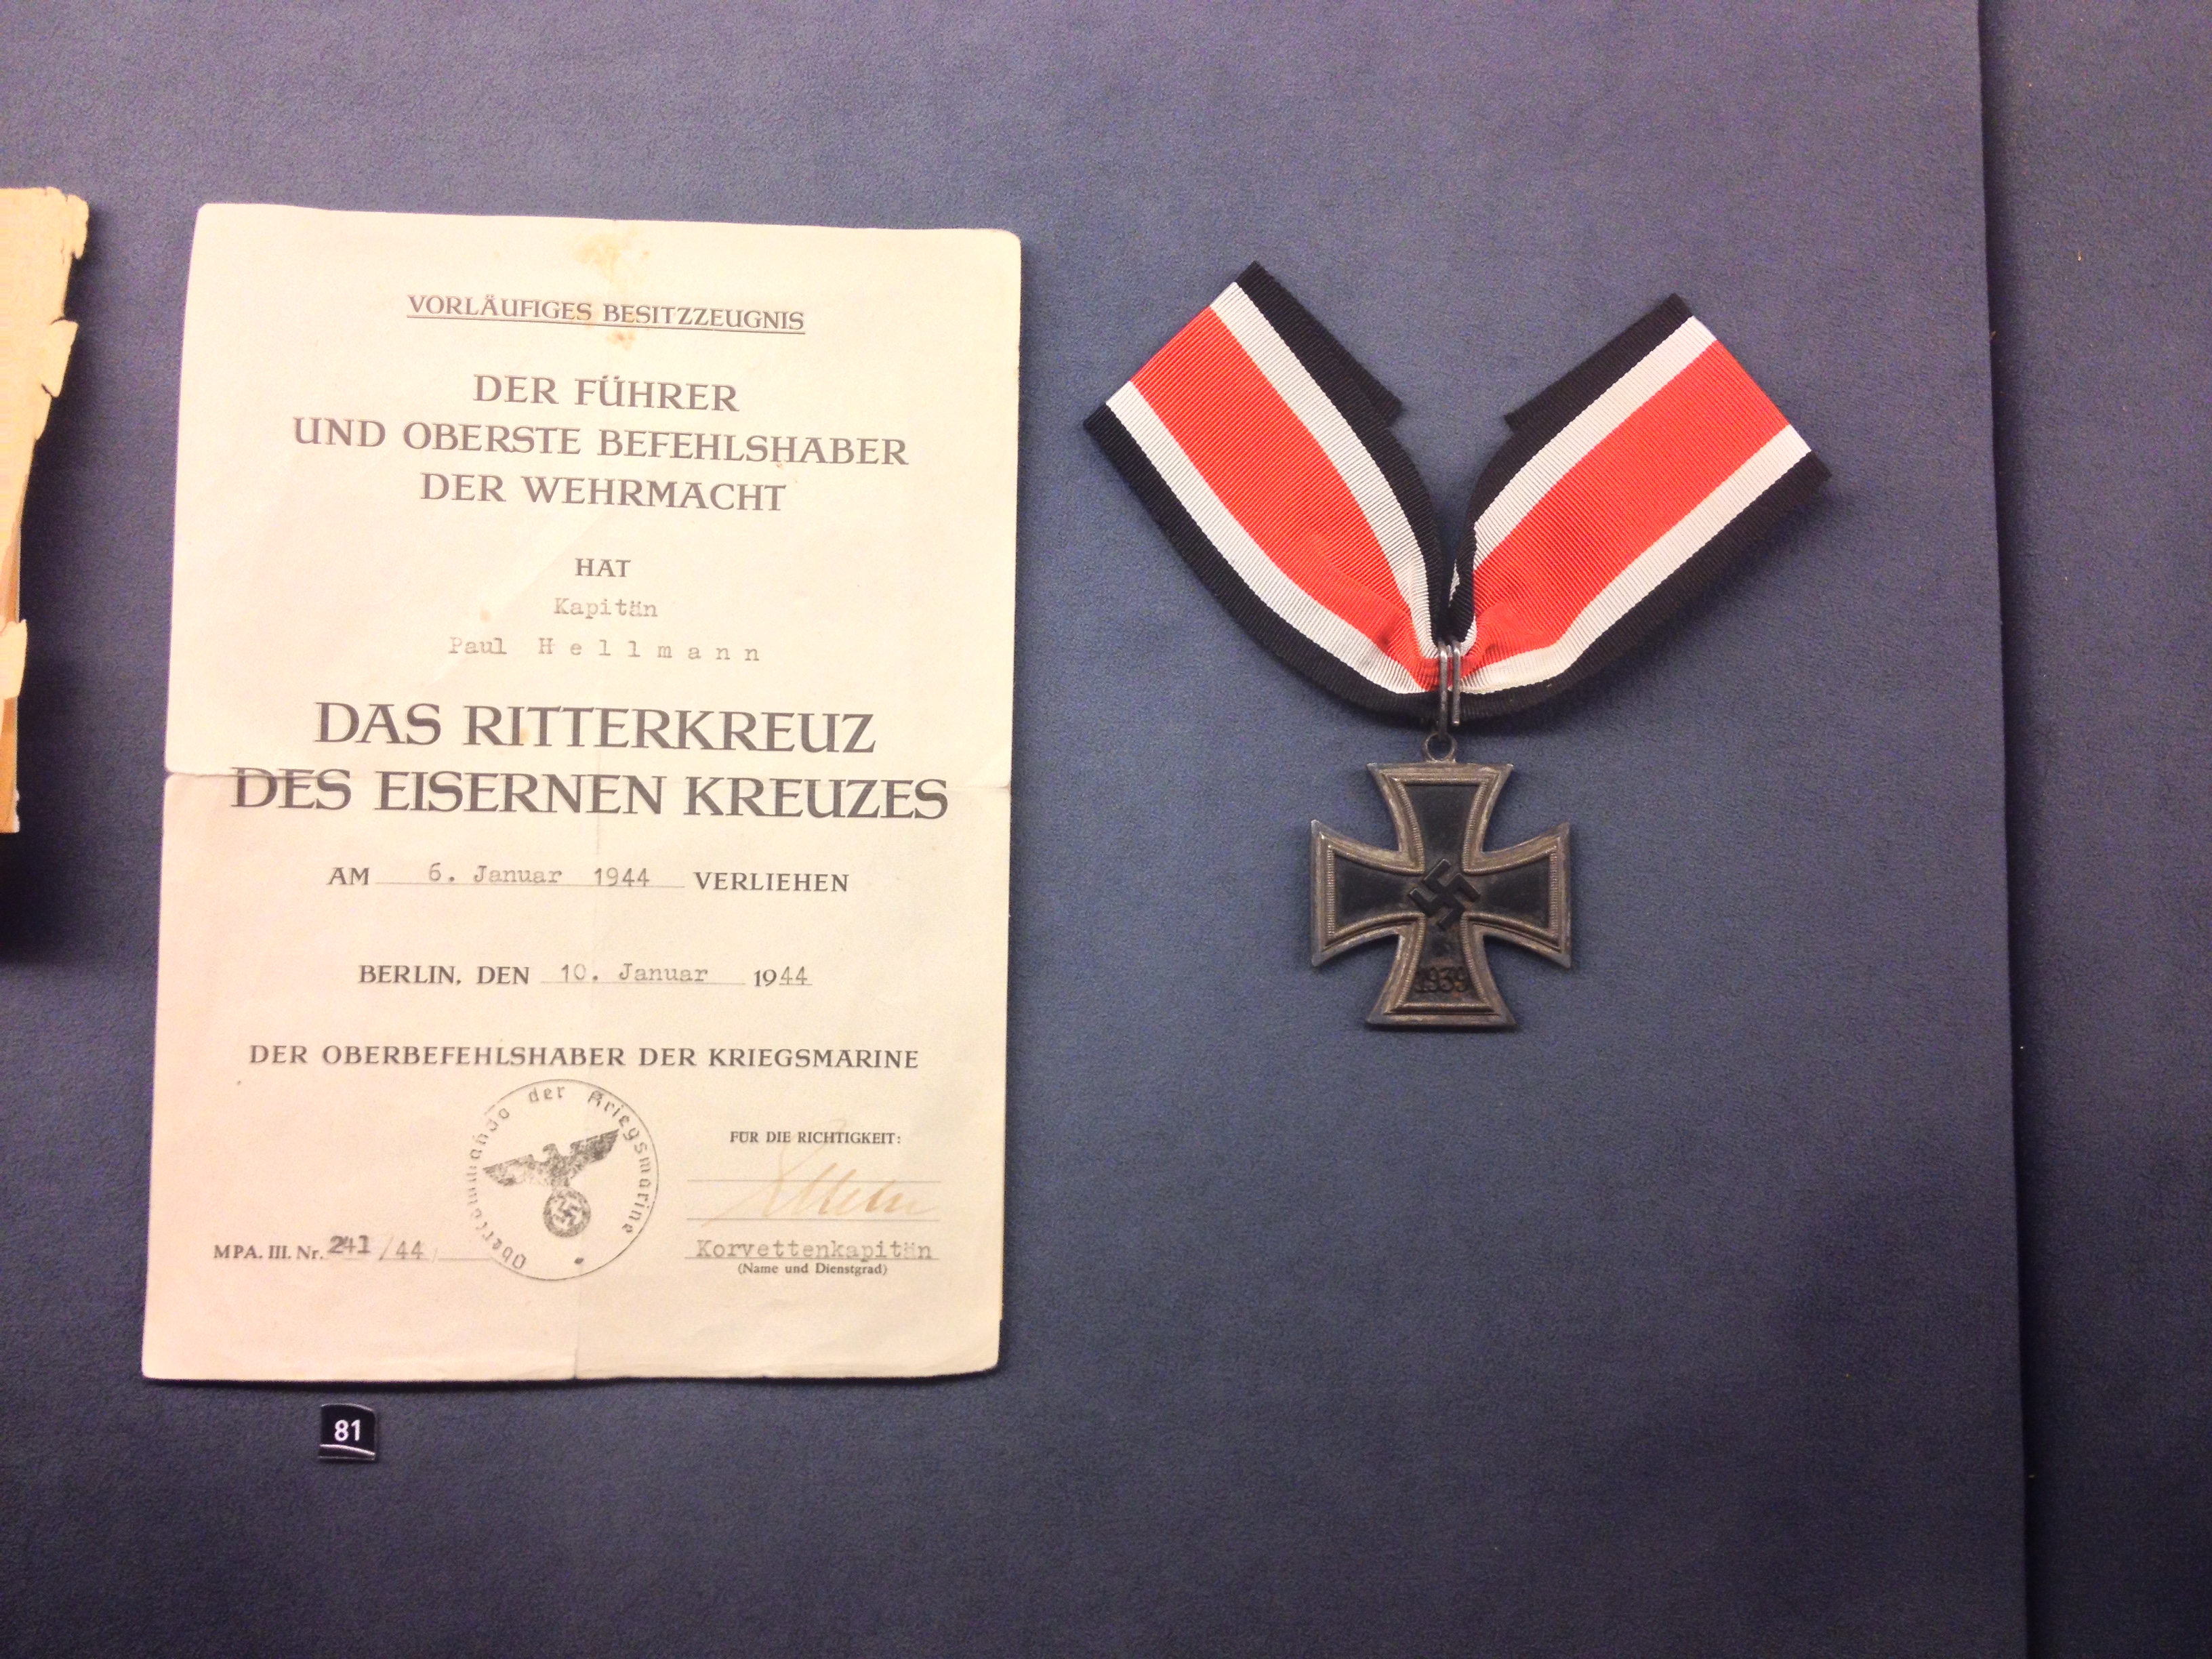 VORLÄUFIGES BESITZZEUGNIS
DER FÜHRER
UND OBERSTE BEFEHLSHABER
DER WEHRMACHT
HAT
Kapitän
Paul Hellmann
DAS RITTERKREUZ
DES EISERNEN KREUZES
AM 6. Januar 1944 VERLIEHEN
BERLIN, DEN 10. Januar 1944
DER OBERBEFEHLSHABER DER KRIEGSMARINE
Oberkommando der Kriegsmarine
FÜR DIE RICHTIGKEIT:
MPA. III. Nr. 241/44
Korvettenkapitän
(Name und Dienstgrad)
81
1939